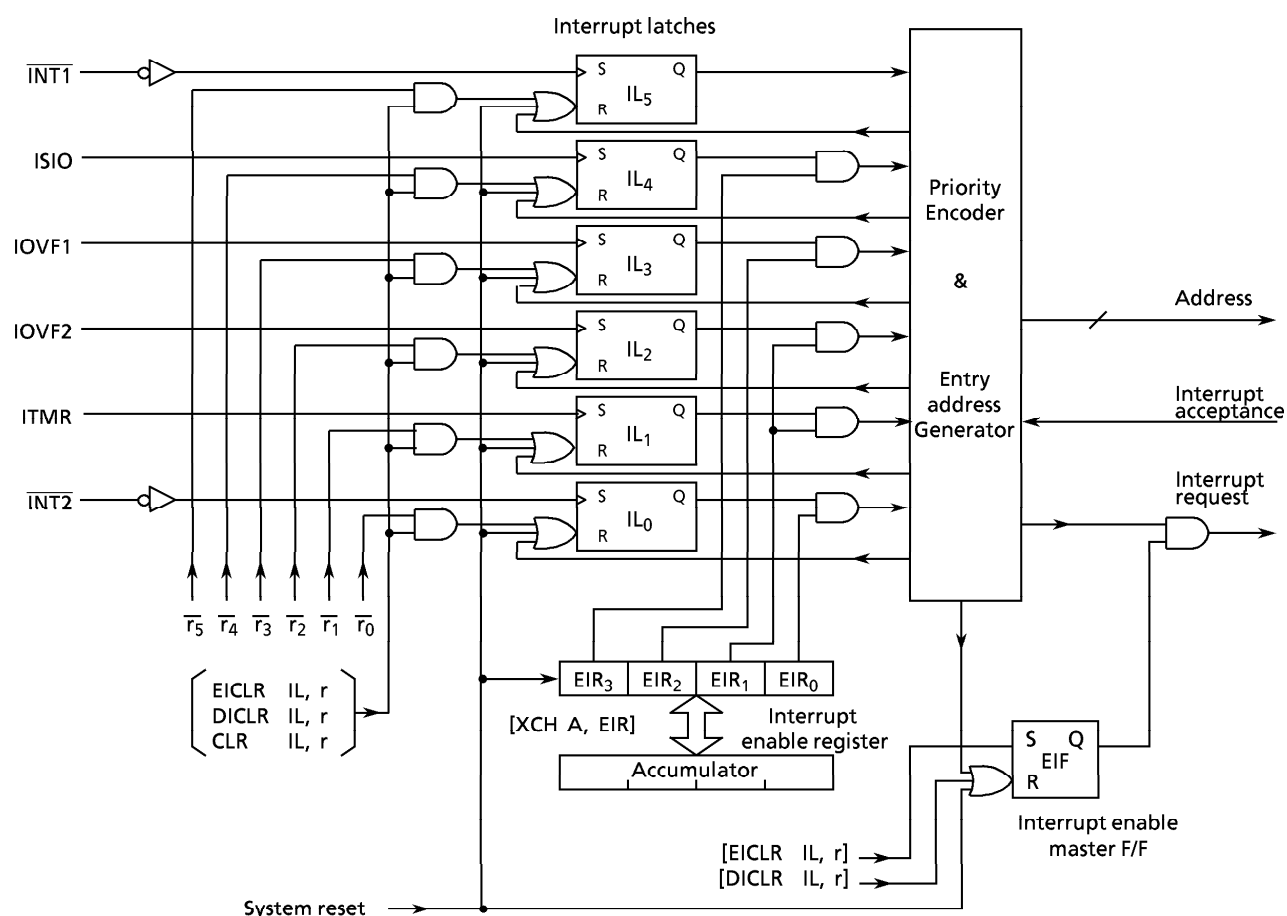 Interrupt latches
INT1
S Q
IL5
R
ISIO
S Q
IL4
R
IOVF1
S Q
IL3
R
IOVF2
S Q
IL2
R
ITMR
S Q
IL1
R
INT2
S Q
IL0
R
Priority
Encoder
&
Entry
address
Generator
Address
Interrupt
acceptance
Interrupt
request
r5 r4 r3 r2 r1 r0
EICLR IL, r
DICLR IL, r
CLR IL, r
EIR3 EIR2 EIR1 EIR0
[XCH A, EIR]
Interrupt
enable register
Accumulator
S Q
EIF
R
Interrupt enable
master F/F
[EICLR IL, r]
[DICLR IL, r]
System reset